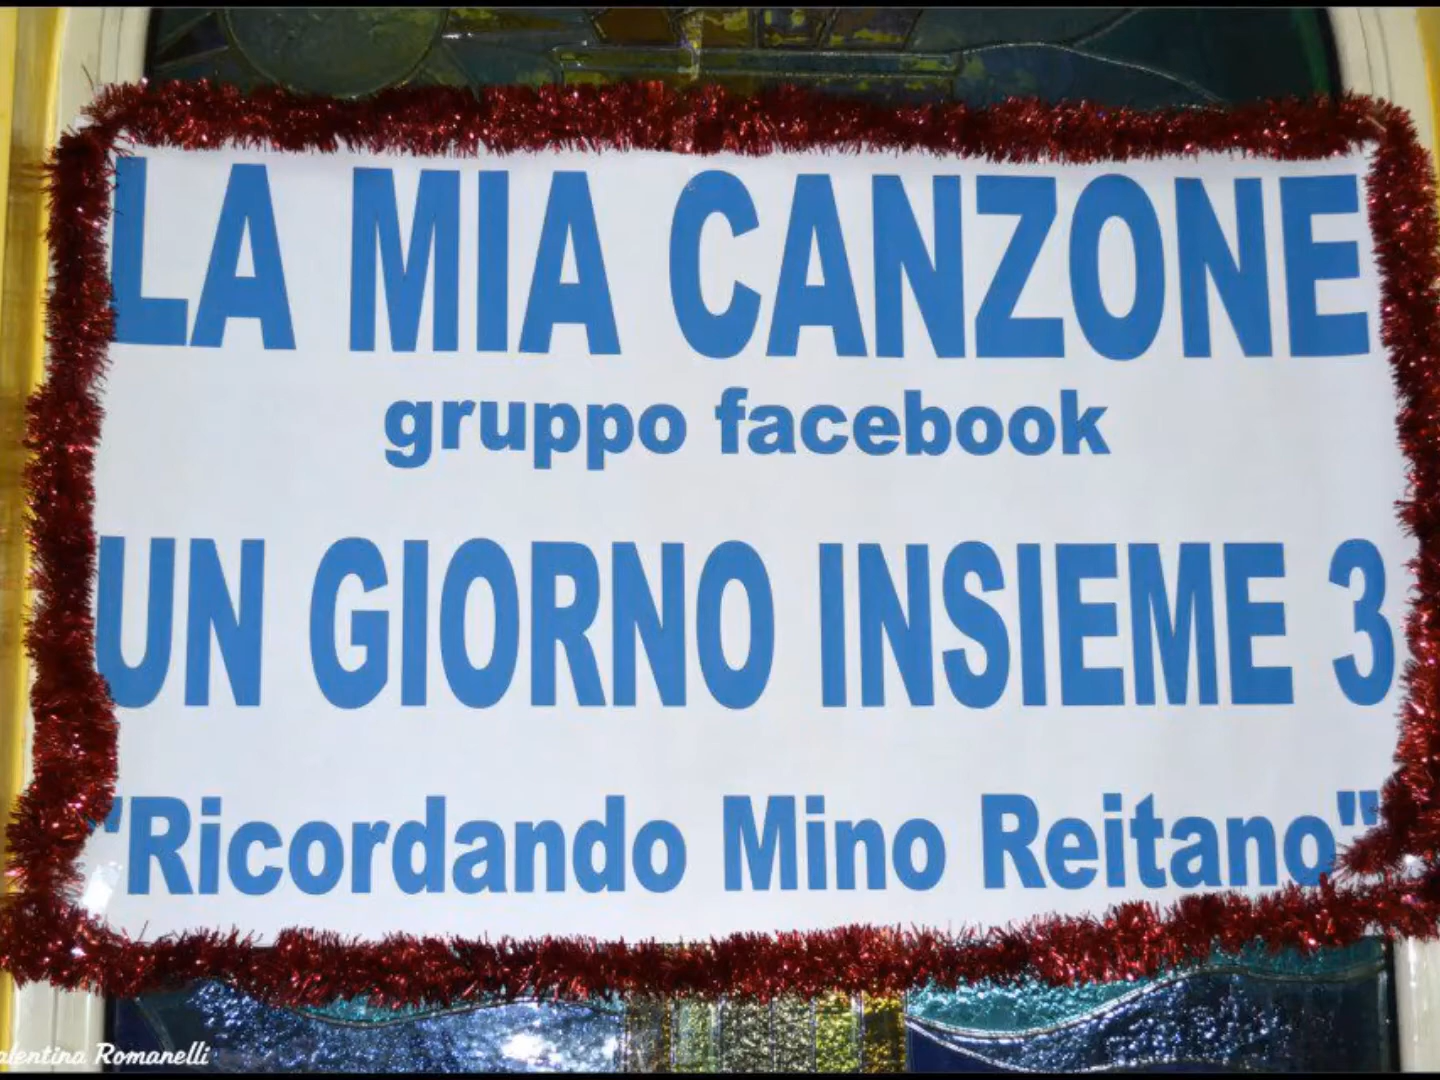 LA MIA CANZONE
gruppo facebook
UN GIORNO INSIEME 3
"Ricordando Mino Reitano"
Romanelli